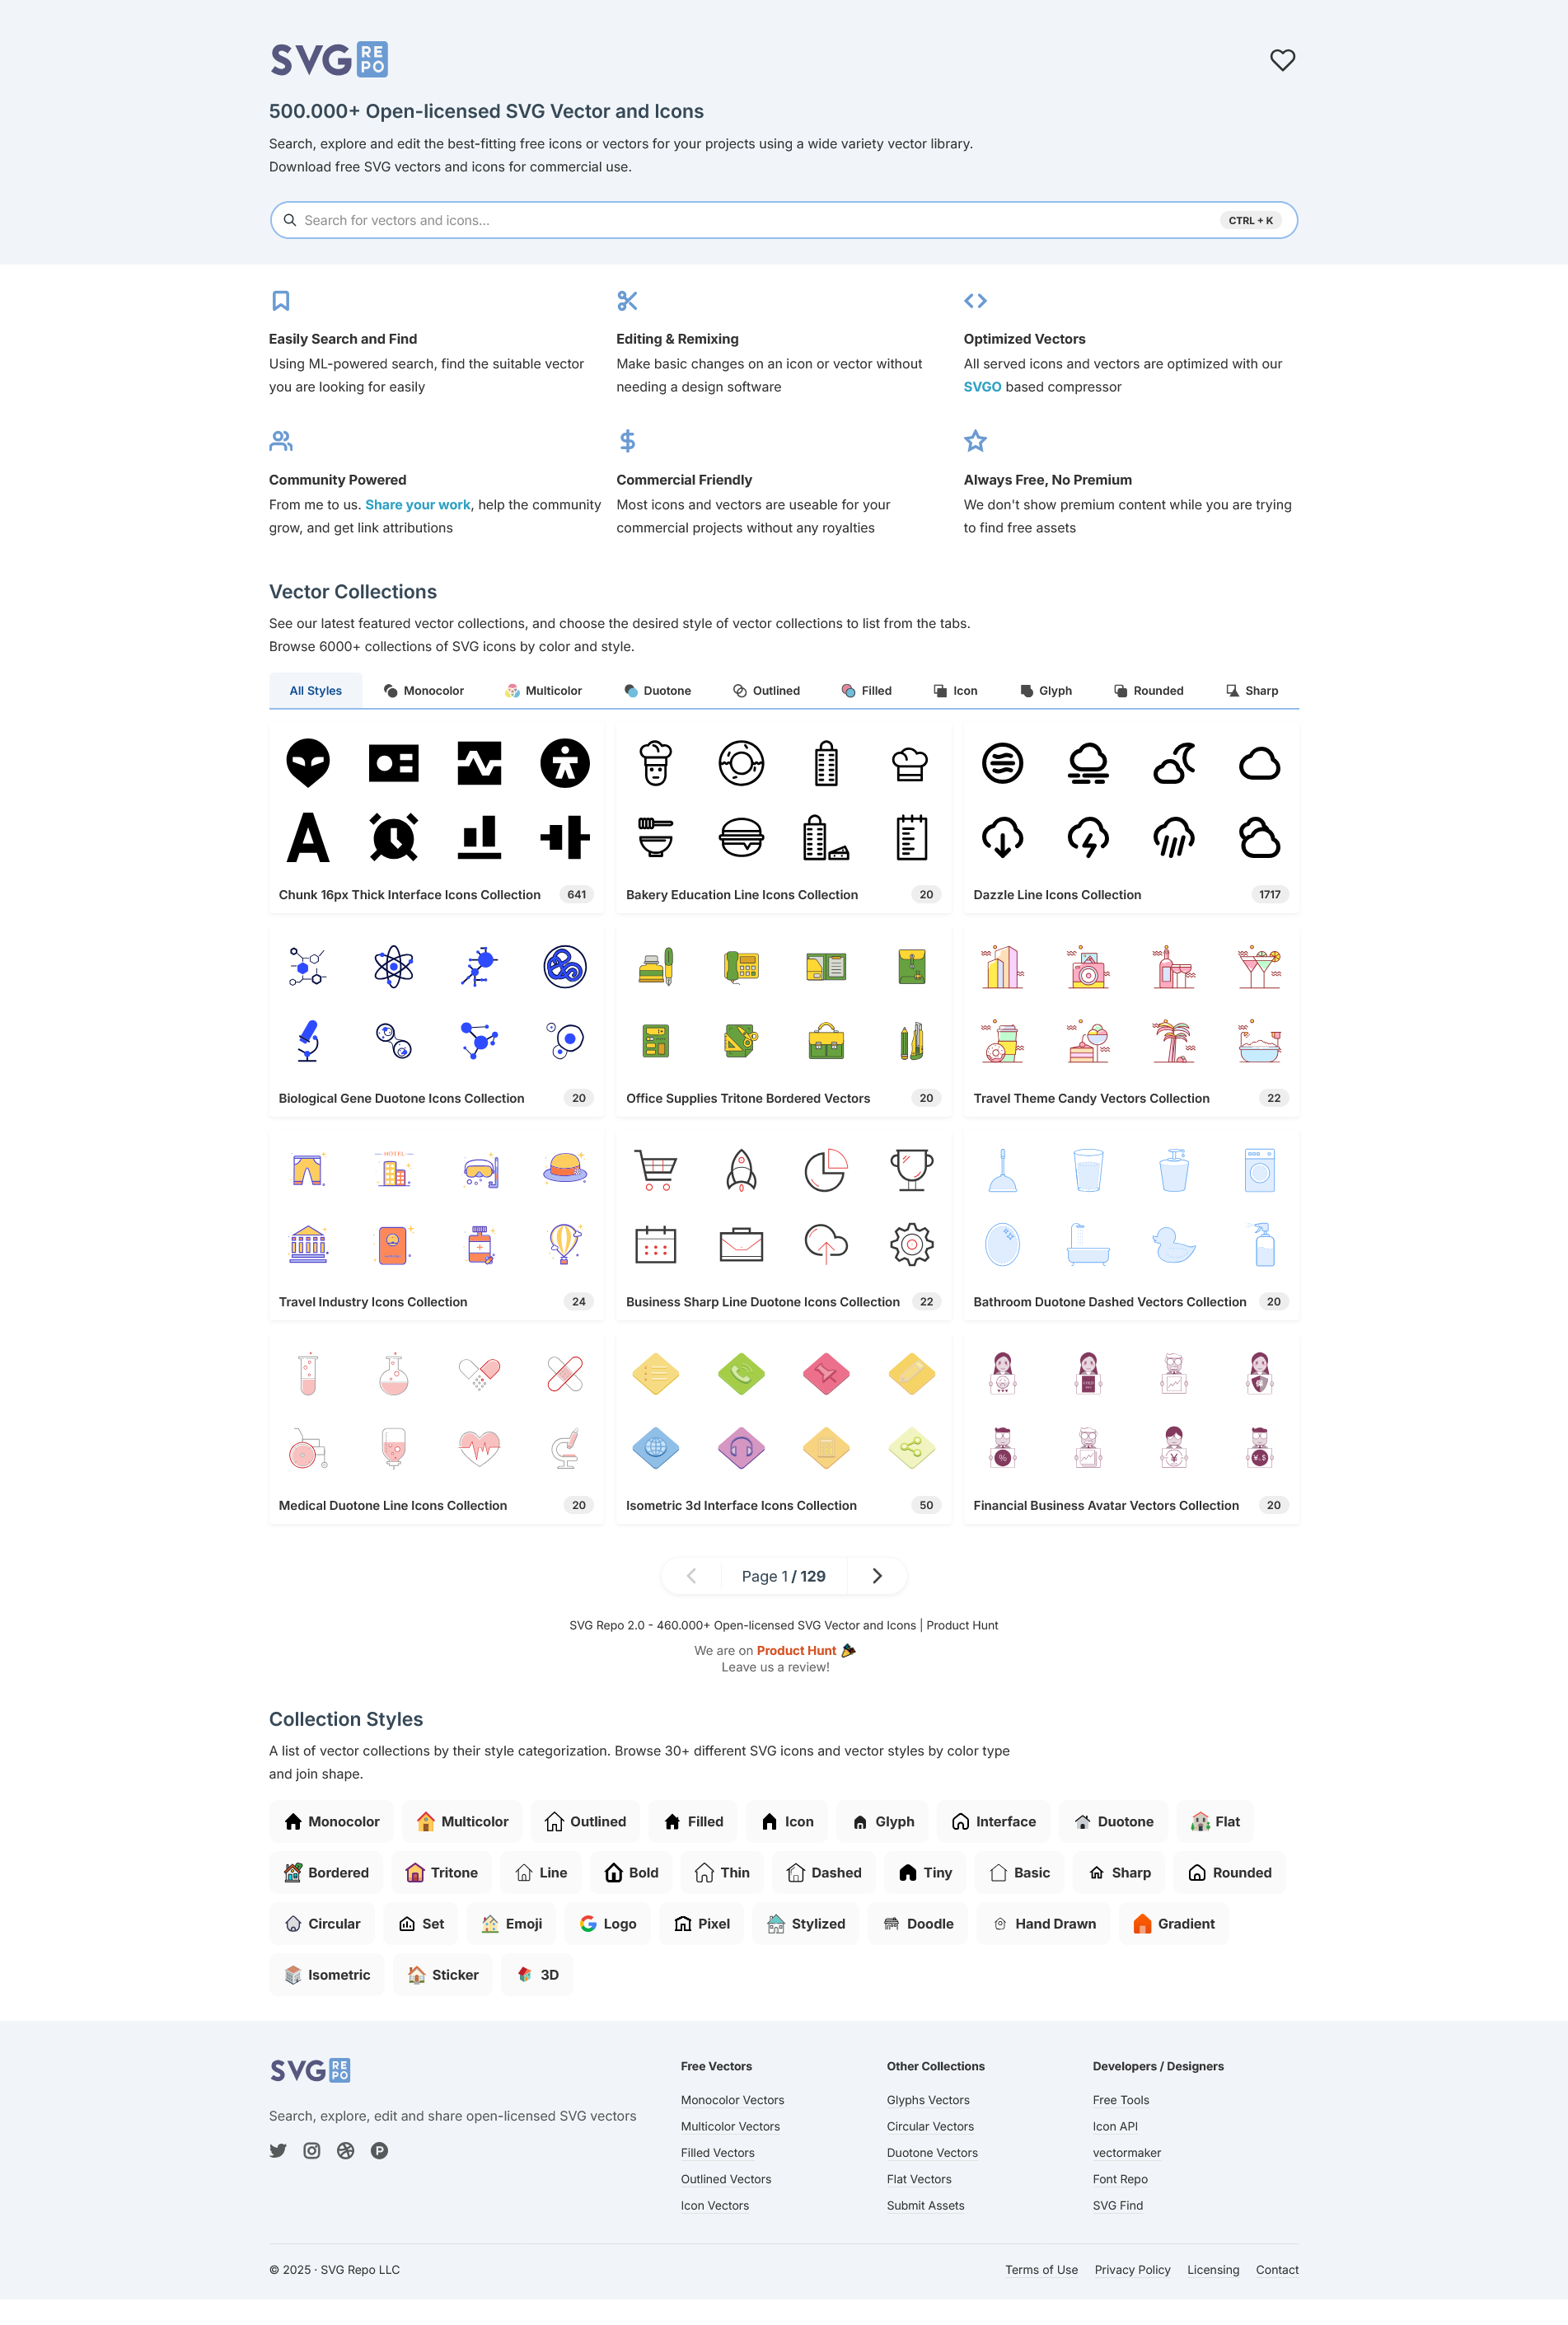 SVG RE
PO
500.000+ Open-licensed SVG Vector and Icons
Search, explore and edit the best-fitting free icons or vectors for your projects using a wide variety vector library.
Download free SVG vectors and icons for commercial use.
Search for vectors and icons...
CTRL + K
Easily Search and Find
Using ML-powered search, find the suitable vector
you are looking for easily
Editing & Remixing
Make basic changes on an icon or vector without
needing a design software
Optimized Vectors
All served icons and vectors are optimized with our
SVGO based compressor
Community Powered
From me to us. Share your work, help the community
grow, and get link attributions
Commercial Friendly
Most icons and vectors are useable for your
commercial projects without any royalties
Always Free, No Premium
We don't show premium content while you are trying
to find free assets
Vector Collections
See our latest featured vector collections, and choose the desired style of vector collections to list from the tabs.
Browse 6000+ collections of SVG icons by color and style.
All Styles Monocolor Multicolor Duotone Outlined Filled Icon Glyph Rounded Sharp
A
Chunk 16px Thick Interface Icons Collection 641
Bakery Education Line Icons Collection 20
Dazzle Line Icons Collection 1717
Biological Gene Duotone Icons Collection 20
Office Supplies Tritone Bordered Vectors 20
Travel Theme Candy Vectors Collection 22
HOTEL
Travel Industry Icons Collection 24
Business Sharp Line Duotone Icons Collection 22
Bathroom Duotone Dashed Vectors Collection 20
Medical Duotone Line Icons Collection 20
Isometric 3d Interface Icons Collection 50
% ¥
Financial Business Avatar Vectors Collection 20
Page 1 / 129
SVG Repo 2.0 - 460.000+ Open-licensed SVG Vector and Icons | Product Hunt
We are on Product Hunt
Leave us a review!
Collection Styles
A list of vector collections by their style categorization. Browse 30+ different SVG icons and vector styles by color type
and join shape.
Monocolor Multicolor Outlined Filled Icon Glyph Interface Duotone Flat
Bordered Tritone Line Bold Thin Dashed Tiny Basic Sharp Rounded
Circular Set Emoji Logo Pixel Stylized Doodle Hand Drawn Gradient
Isometric Sticker 3D
SVG RE
PO
Search, explore, edit and share open-licensed SVG vectors
Free Vectors
Monocolor Vectors
Multicolor Vectors
Filled Vectors
Outlined Vectors
Icon Vectors
Other Collections
Glyphs Vectors
Circular Vectors
Duotone Vectors
Flat Vectors
Submit Assets
Developers / Designers
Free Tools
Icon API
vectormaker
Font Repo
SVG Find
© 2025 · SVG Repo LLC
Terms of Use Privacy Policy Licensing Contact